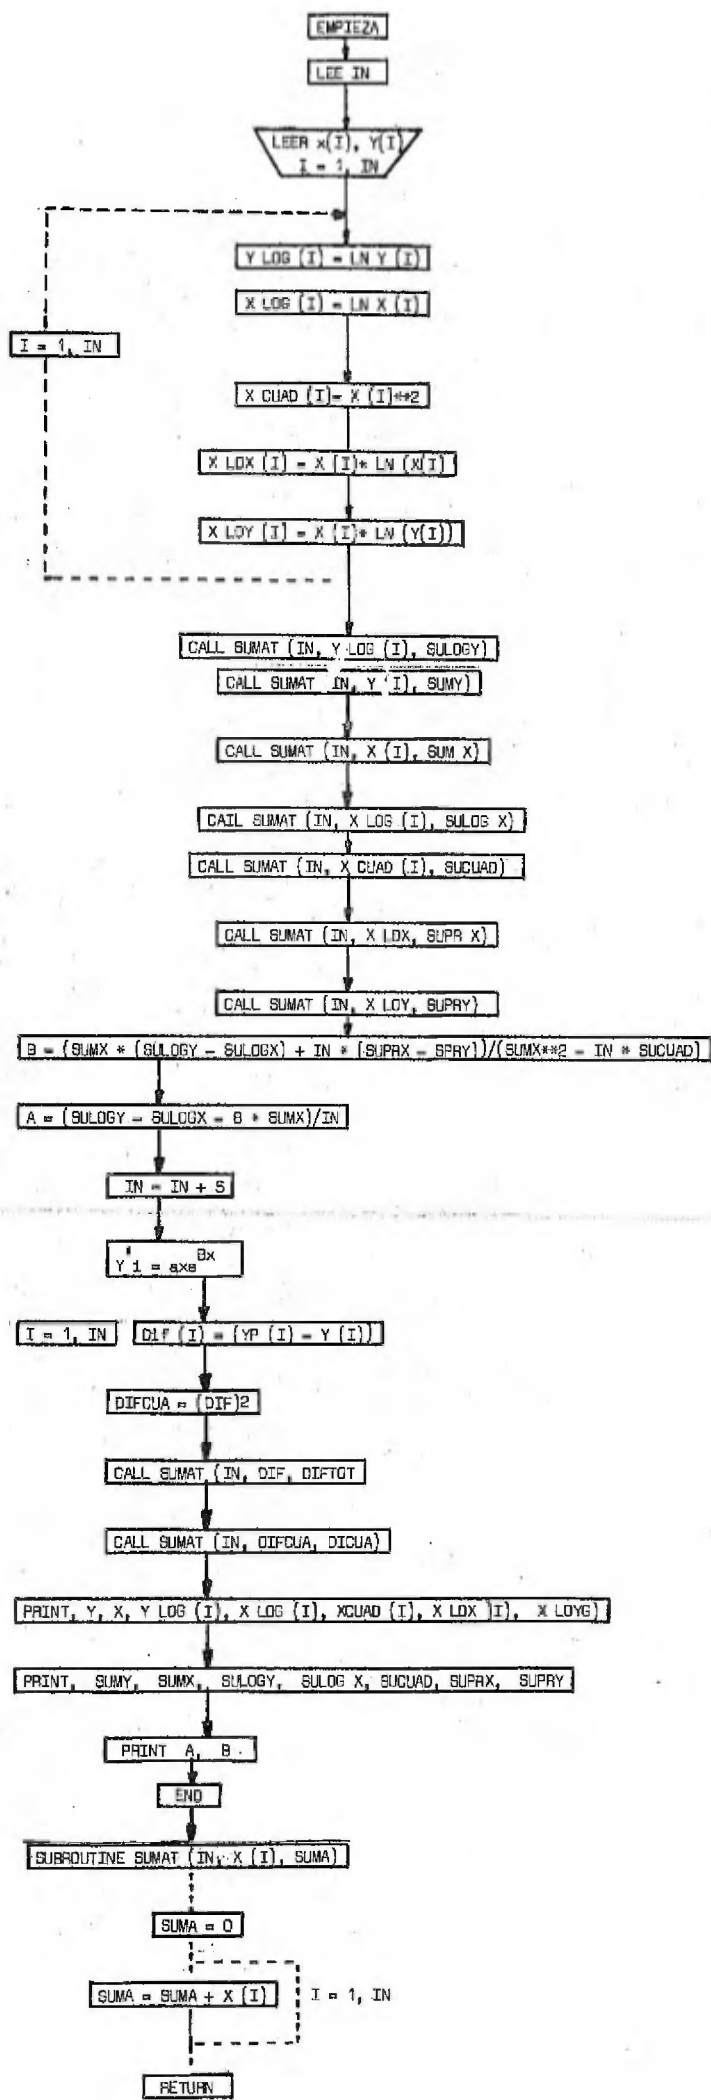 EMPIEZA
LEE IN
LEER x(I), Y(I)
I = 1, IN
Y LOG (I) = LN Y (I)
X LOG (I) = LN X (I)
I = 1, IN
X CUAD (I)= X (I)**2
X LOX (I) = X (I)* LN (X(I)
X LOY (I) = X (I)* LN (Y(I))
CALL SUMAT (IN, Y LOG (I), SULOGY)
CALL SUMAT IN, Y I), SUMY)
CALL SUMAT (IN, X (I), SUM X)
CAIL SUMAT (IN, X LOG (I), SULOG X)
CALL SUMAT (IN, X CUAD (I), SUCUAD)
CALL SUMAT (IN, X LOX, SUPR X)
CALL SUMAT (IN, X LOY, SUPRY)
B = (SUMX * (SULOGY - SULOGX) + IN * (SUPRX - SPRY))/(SUMX**2 - IN * SUCUAD)
A = (SULOGY - SULOGX - B * SUMX)/IN
IN = IN + 5
Y'i = axe Bx
I = 1, IN DIF (I) = (YP (I) - Y (I))
DIFCUA = (DIF)2
CALL SUMAT (IN, DIF, DIFTOT
CALL SUMAT (IN, DIFCUA, DICUA)
PRINT, Y, X, Y LOG (I), X LOG (I), XCUAD (I), X LOX )I), X LOYG)
PRINT, SUMY, SUMX, SULOGY, SULOG X, SUCUAD, SUPRX, SUPRY
PRINT A, B.
END
SUBROUTINE SUMAT (IN, X (I), SUMA)
SUMA = 0
SUMA = SUMA + X (I) I = 1, IN
RETURN